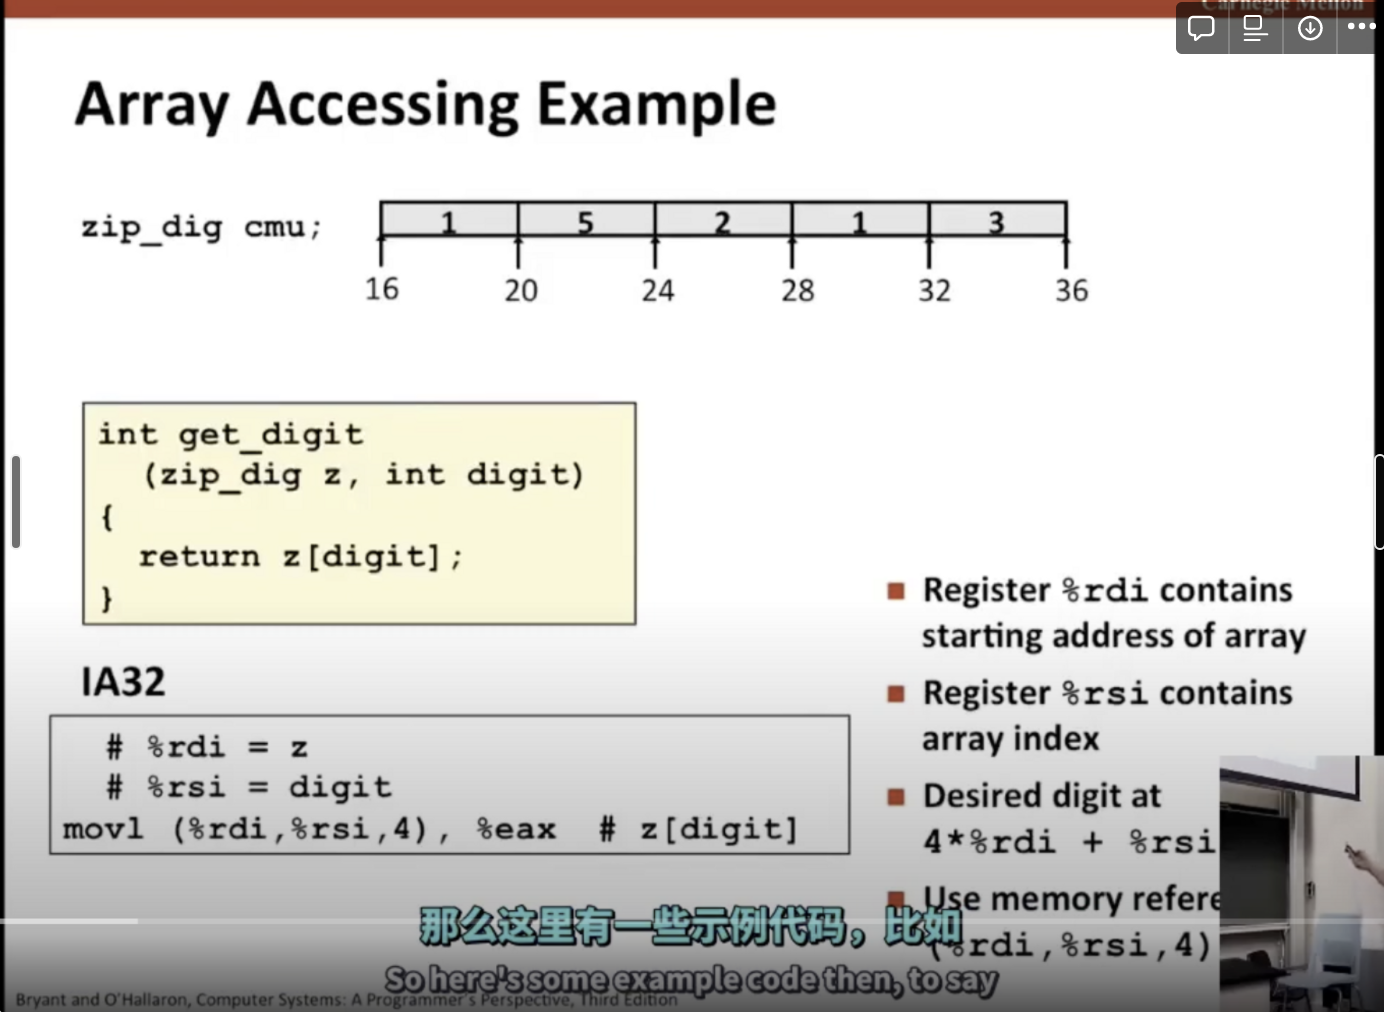 Carnegie Mellon
Array Accessing Example
zip_dig cmu;
1 5 2 1 3
16 20 24 28 32 36
int get_digit
(zip_dig z, int digit)
{
return z[digit];
}
IA32
# %rdi = z
# %rsi = digit
movl (%rdi,%rsi,4), %eax # z[digit]
■ Register %rdi contains
starting address of array
■ Register %rsi contains
array index
■ Desired digit at
4*%rdi + %rsi
■ Use memory refere
(%rdi,%rsi,4)
那么这里有一些示例代码，比如
So here's some example code then, to say
Bryant and O'Hallaron, Computer Systems: A Programmer's Perspective, Third Edition